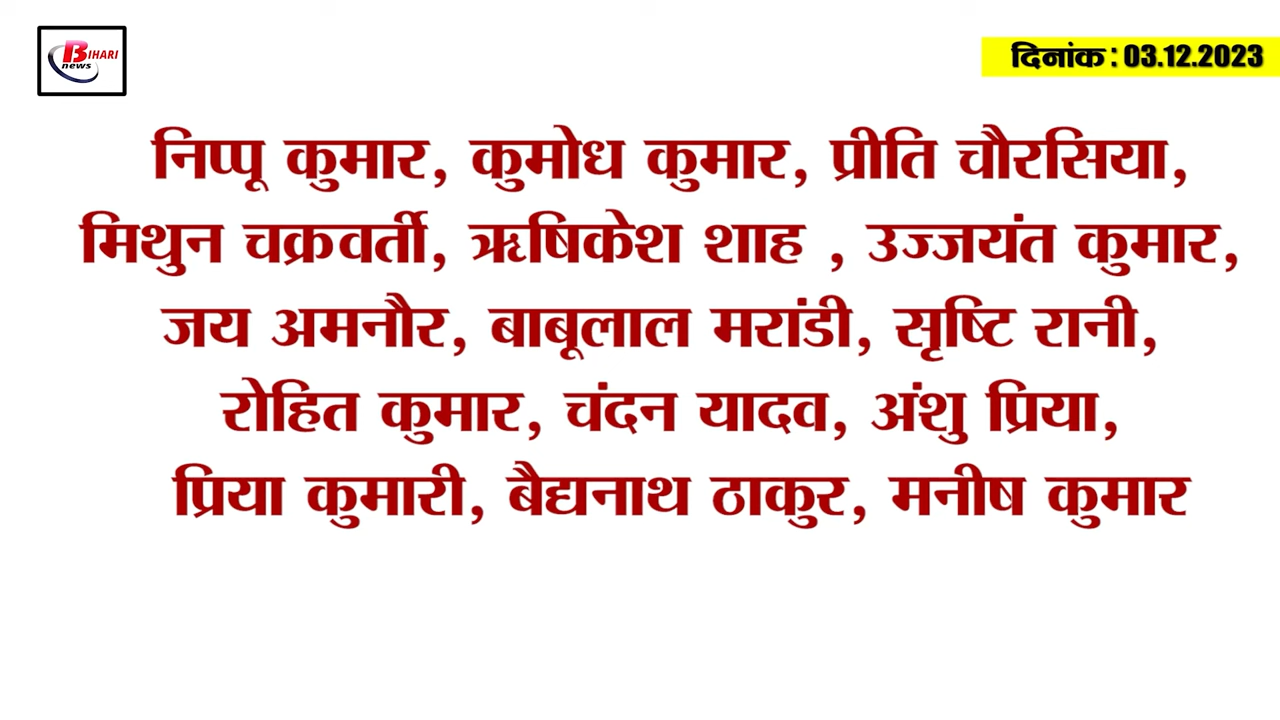 BIHARI
news
दिनांक : 03.12.2023
निप्पू कुमार, कुमोध कुमार, प्रीति चौरसिया,
मिथुन चक्रवर्ती, ऋषिकेश शाह , उज्जयंत कुमार,
जय अमनौर, बाबूलाल मरांडी, सृष्टि रानी,
रोहित कुमार, चंदन यादव, अंशु प्रिया,
प्रिया कुमारी, बैद्यनाथ ठाकुर, मनीष कुमार